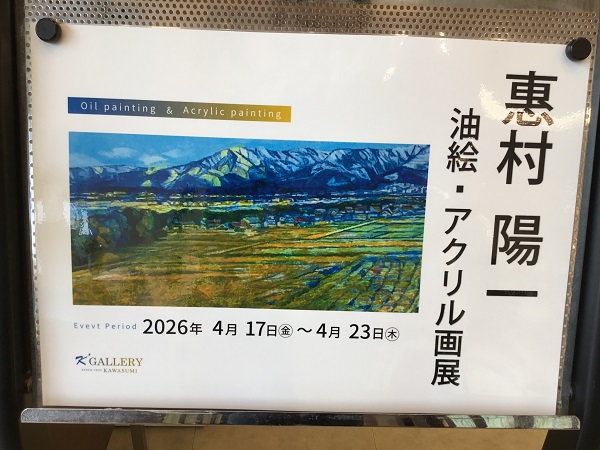 Oil painting & Acrylic painting
惠村 陽一
油絵・アクリル画展
Evevt Period 2026年 4月 17日㊎ ～ 4月 23日㊍
K'GALLERY
KAWASUMI